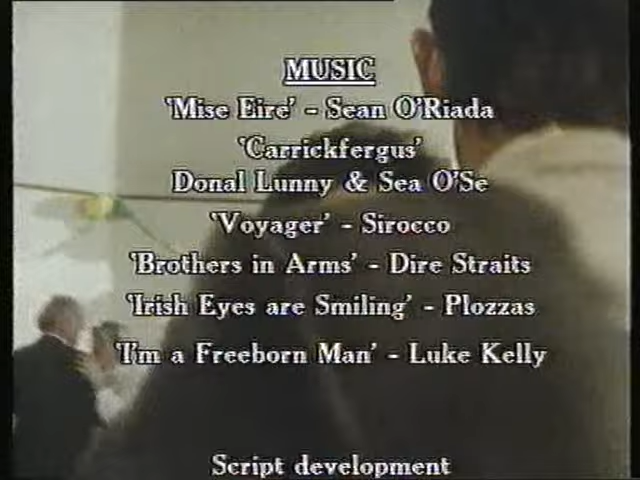 MUSIC
'Mise Eire' - Sean O'Riada
'Carrickfergus'
Donal Lunny & Sea O'Se
'Voyager' - Sirocco
'Brothers in Arms' - Dire Straits
'Irish Eyes are Smiling' - Plozzas
'I'm a Freeborn Man' - Luke Kelly
Script development